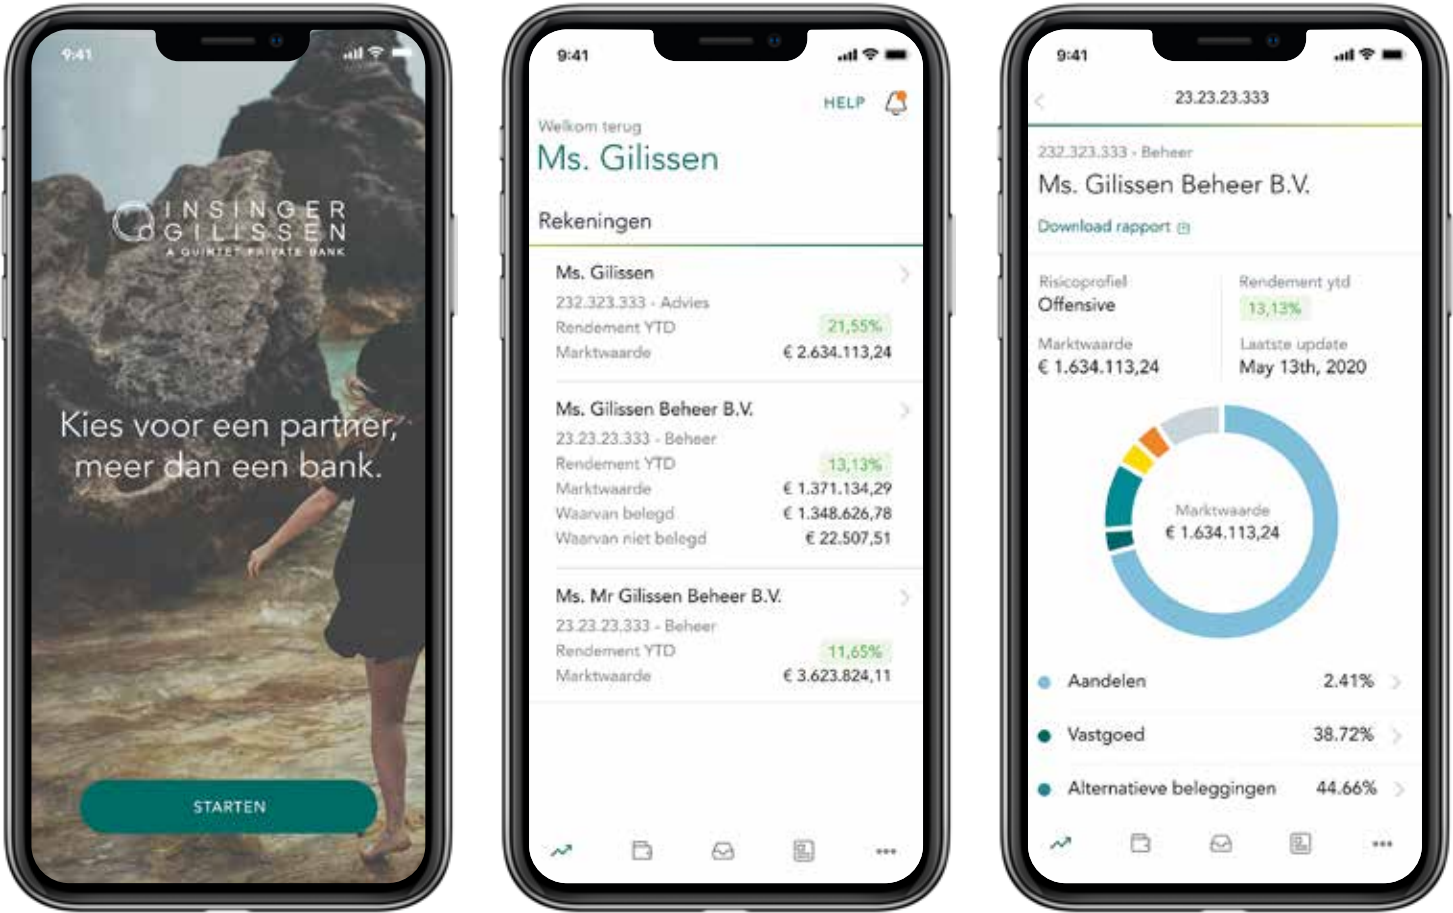 9:41
INSINGER
GILISSEN
A QUINTET PRIVATE BANK
Kies voor een partner,
meer dan een bank.
STARTEN
9:41
HELP
Welkom terug
Ms. Gilissen
Rekeningen
Ms. Gilissen
232.323.333 - Advies
Rendement YTD 21,55%
Marktwaarde € 2.634.113,24
Ms. Gilissen Beheer B.V.
23.23.23.333 - Beheer
Rendement YTD 13,13%
Marktwaarde € 1.371.134,29
Waarvan belegd € 1.348.626,78
Waarvan niet belegd € 22.507,51
Ms. Mr Gilissen Beheer B.V.
23.23.23.333 - Beheer
Rendement YTD 11,65%
Marktwaarde € 3.623.824,11
9:41
23.23.23.333
232.323.333 - Beheer
Ms. Gilissen Beheer B.V.
Download rapport
Risicoprofiel
Offensive
Rendement ytd
13,13%
Marktwaarde
€ 1.634.113,24
Laatste update
May 13th, 2020
Marktwaarde
€ 1.634.113,24
Aandelen 2.41%
Vastgoed 38.72%
Alternatieve beleggingen 44.66%